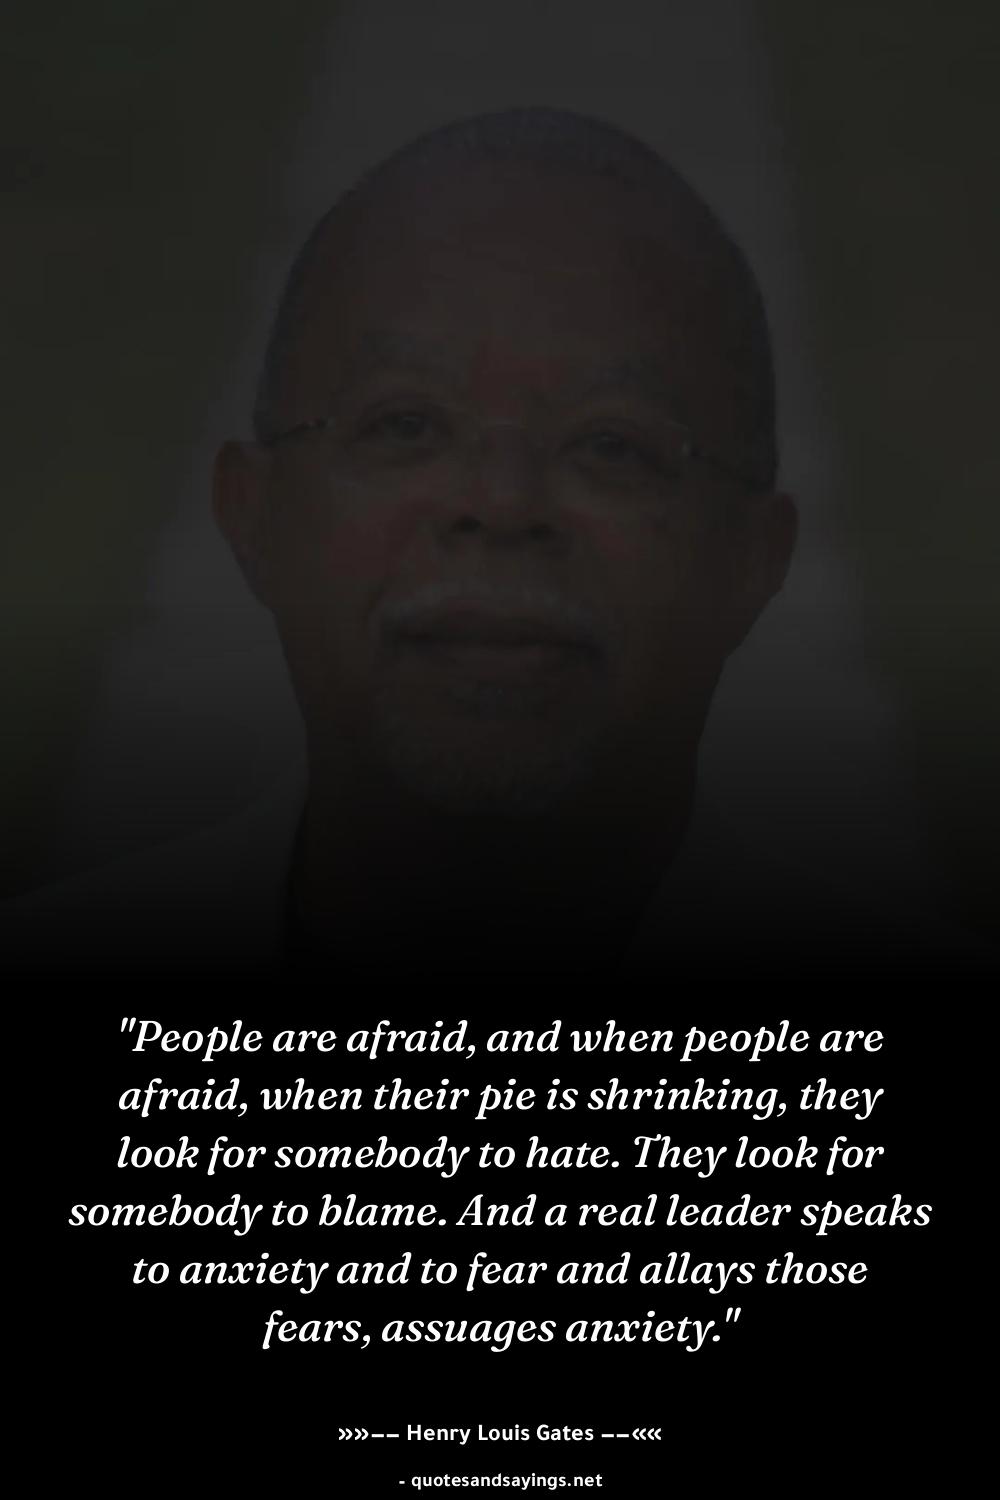 "People are afraid, and when people are
afraid, when their pie is shrinking, they
look for somebody to hate. They look for
somebody to blame. And a real leader speaks
to anxiety and to fear and allays those
fears, assuages anxiety."
»»−− Henry Louis Gates −−««
- quotesandsayings.net